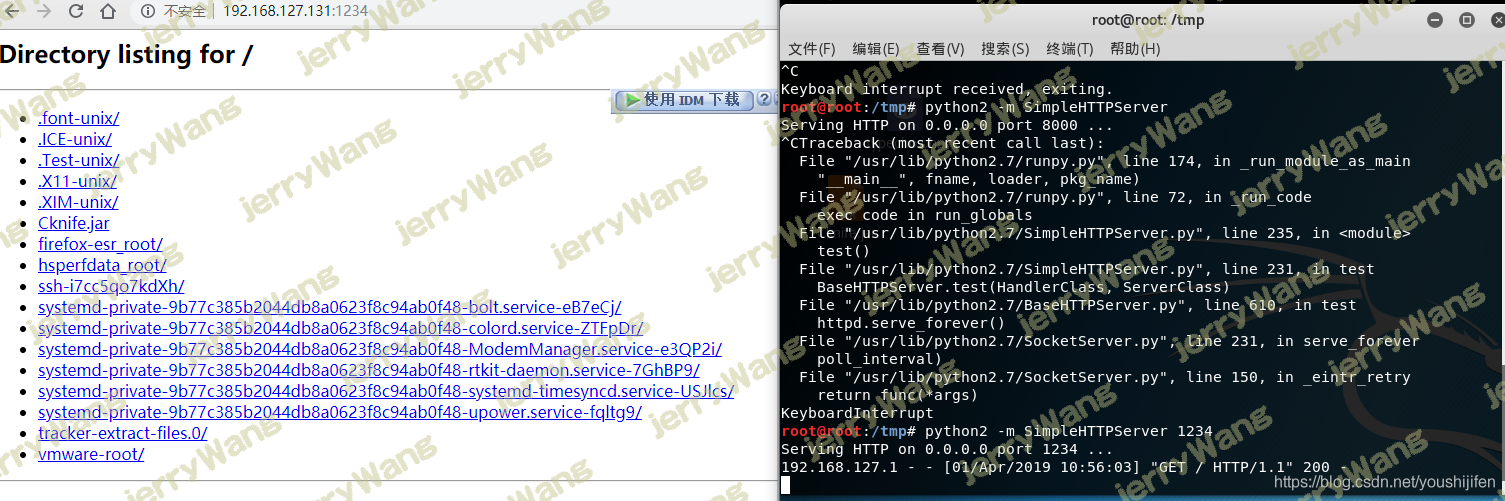 不安全 | 192.168.127.131:1234
Directory listing for /
使用 IDM 下载
.font-unix/
.ICE-unix/
.Test-unix/
.X11-unix/
.XIM-unix/
Cknife.jar
firefox-esr_root/
hsperfdata_root/
ssh-i7cc5qo7kdXh/
systemd-private-9b77c385b2044db8a0623f8c94ab0f48-bolt.service-eB7eCj/
systemd-private-9b77c385b2044db8a0623f8c94ab0f48-colord.service-ZTFpDr/
systemd-private-9b77c385b2044db8a0623f8c94ab0f48-ModemManager.service-e3QP2i/
systemd-private-9b77c385b2044db8a0623f8c94ab0f48-rtkit-daemon.service-7GhBP9/
systemd-private-9b77c385b2044db8a0623f8c94ab0f48-systemd-timesyncd.service-USJlcs/
systemd-private-9b77c385b2044db8a0623f8c94ab0f48-upower.service-fqltg9/
tracker-extract-files.0/
vmware-root/
root@root: /tmp
文件(F) 编辑(E) 查看(V) 搜索(S) 终端(T) 帮助(H)
^C
Keyboard interrupt received, exiting.
root@root:/tmp# python2 -m SimpleHTTPServer
Serving HTTP on 0.0.0.0 port 8000 ...
^CTraceback (most recent call last):
  File "/usr/lib/python2.7/runpy.py", line 174, in _run_module_as_main
    "__main__", fname, loader, pkg_name)
  File "/usr/lib/python2.7/runpy.py", line 72, in _run_code
    exec code in run_globals
  File "/usr/lib/python2.7/SimpleHTTPServer.py", line 235, in <module>
    test()
  File "/usr/lib/python2.7/SimpleHTTPServer.py", line 231, in test
    BaseHTTPServer.test(HandlerClass, ServerClass)
  File "/usr/lib/python2.7/BaseHTTPServer.py", line 610, in test
    httpd.serve_forever()
  File "/usr/lib/python2.7/SocketServer.py", line 231, in serve_forever
    poll_interval)
  File "/usr/lib/python2.7/SocketServer.py", line 150, in _eintr_retry
    return func(*args)
KeyboardInterrupt
root@root:/tmp# python2 -m SimpleHTTPServer 1234
Serving HTTP on 0.0.0.0 port 1234 ...
192.168.127.1 - - [01/Apr/2019 10:56:03] "GET / HTTP/1.1" 200 -
https://blog.csdn.net/youshijifen
jerryWang